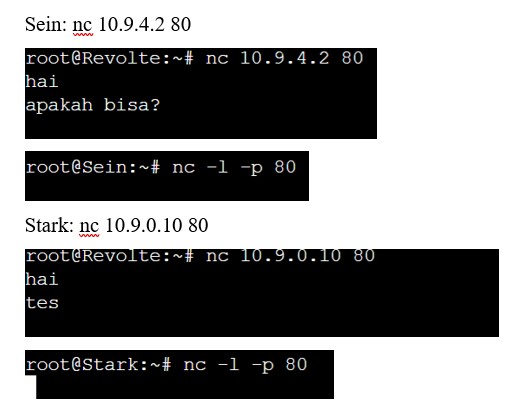 Sein: nc 10.9.4.2 80
root@Revolte:~# nc 10.9.4.2 80
hai
apakah bisa?
root@Sein:~# nc -l -p 80
Stark: nc 10.9.0.10 80
root@Revolte:~# nc 10.9.0.10 80
hai
tes
root@Stark:~# nc -l -p 80